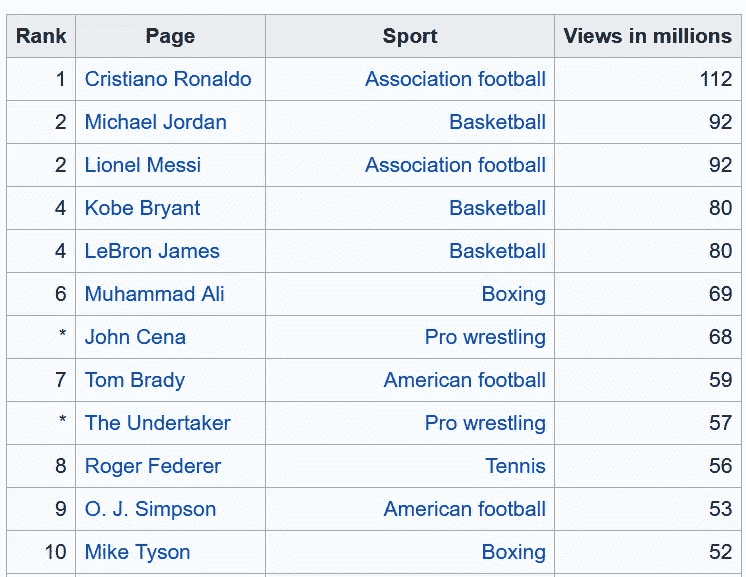 Rank Page Sport Views in millions
1 Cristiano Ronaldo Association football 112
2 Michael Jordan Basketball 92
2 Lionel Messi Association football 92
4 Kobe Bryant Basketball 80
4 LeBron James Basketball 80
6 Muhammad Ali Boxing 69
* John Cena Pro wrestling 68
7 Tom Brady American football 59
* The Undertaker Pro wrestling 57
8 Roger Federer Tennis 56
9 O. J. Simpson American football 53
10 Mike Tyson Boxing 52